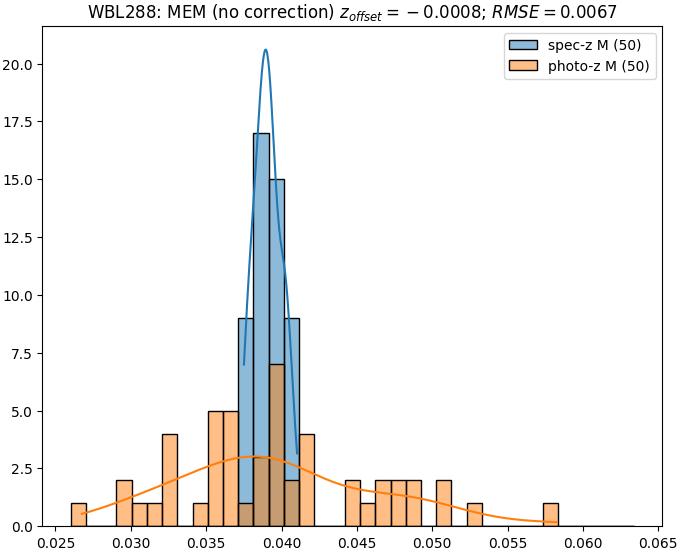 WBL288: MEM (no correction) z_offset = −0.0008; RMSE = 0.0067
spec-z M (50)
photo-z M (50)
20.0
17.5
15.0
12.5
10.0
7.5
5.0
2.5
0.0
0.025 0.030 0.035 0.040 0.045 0.050 0.055 0.060 0.065